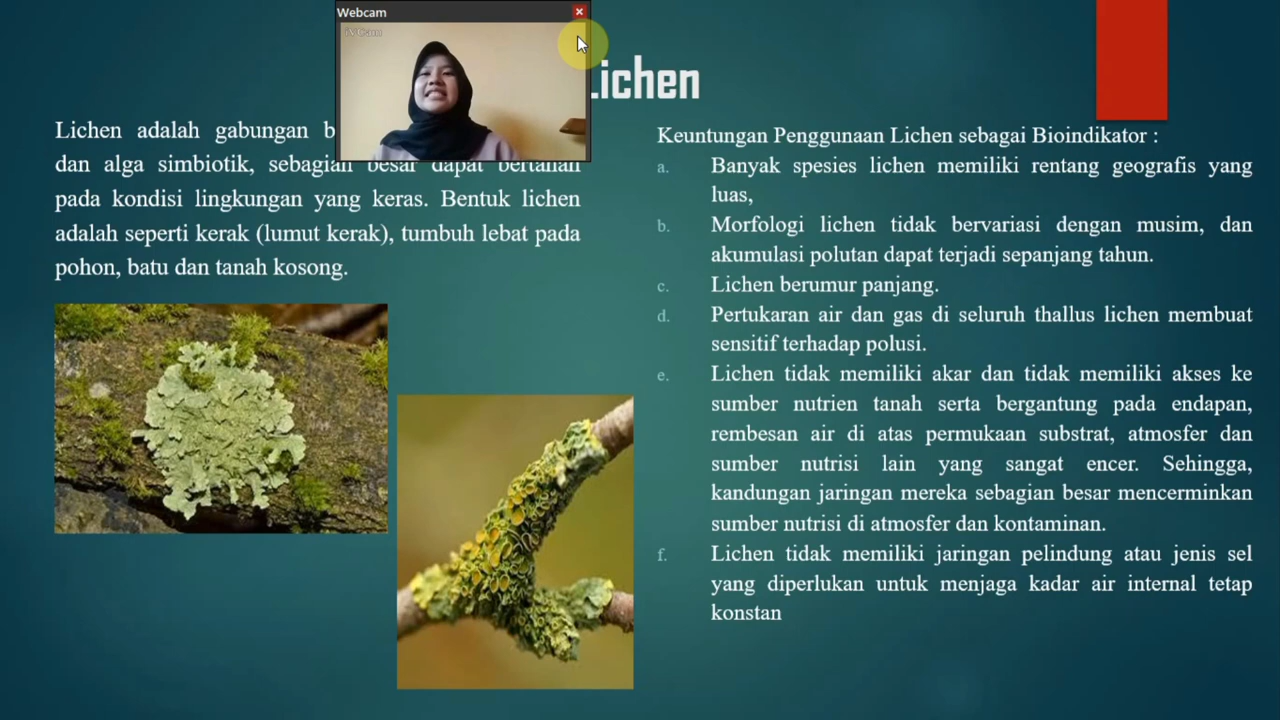 Webcam
iVCam
Lichen
Lichen adalah gabungan
dan alga simbiotik, sebagian besar dapat bertahan
pada kondisi lingkungan yang keras. Bentuk lichen
adalah seperti kerak (lumut kerak), tumbuh lebat pada
pohon, batu dan tanah kosong.
Keuntungan Penggunaan Lichen sebagai Bioindikator :
a. Banyak spesies lichen memiliki rentang geografis yang
luas,
b. Morfologi lichen tidak bervariasi dengan musim, dan
akumulasi polutan dapat terjadi sepanjang tahun.
c. Lichen berumur panjang.
d. Pertukaran air dan gas di seluruh thallus lichen membuat
sensitif terhadap polusi.
e. Lichen tidak memiliki akar dan tidak memiliki akses ke
sumber nutrien tanah serta bergantung pada endapan,
rembesan air di atas permukaan substrat, atmosfer dan
sumber nutrisi lain yang sangat encer. Sehingga,
kandungan jaringan mereka sebagian besar mencerminkan
sumber nutrisi di atmosfer dan kontaminan.
f. Lichen tidak memiliki jaringan pelindung atau jenis sel
yang diperlukan untuk menjaga kadar air internal tetap
konstan